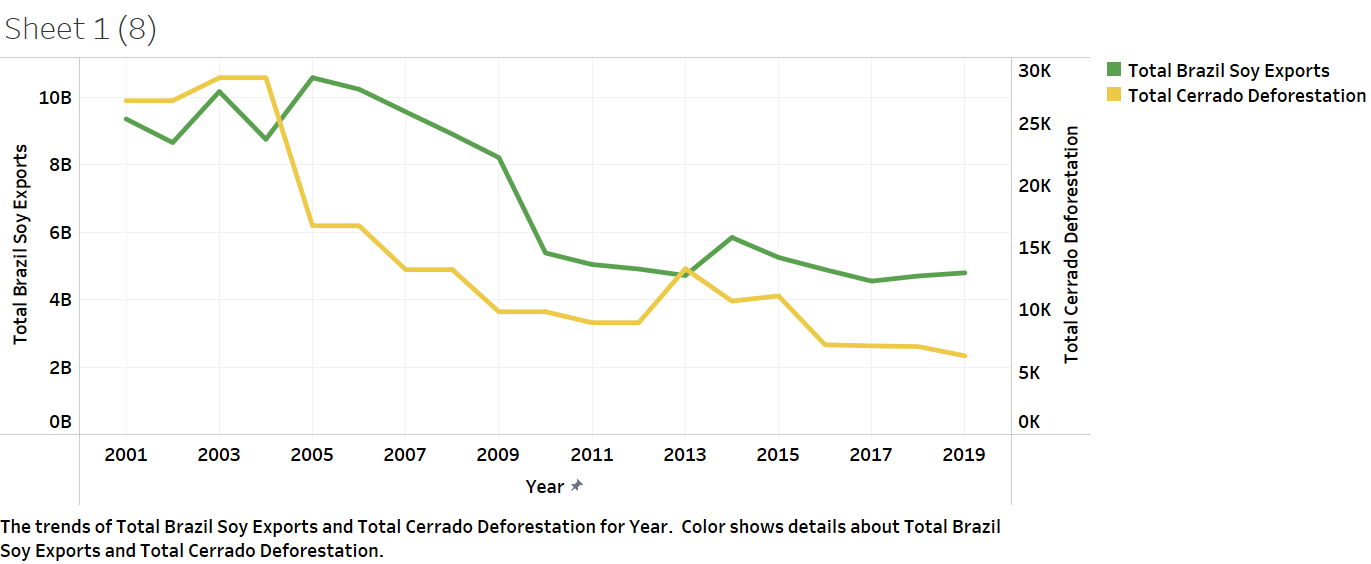 Sheet 1 (8)
Total Brazil Soy Exports
Total Cerrado Deforestation
Total Brazil Soy Exports
10B
8B
6B
4B
2B
0B
30K
25K
20K
15K
10K
5K
0K
Total Cerrado Deforestation
2001 2003 2005 2007 2009 2011 2013 2015 2017 2019
Year
The trends of Total Brazil Soy Exports and Total Cerrado Deforestation for Year. Color shows details about Total Brazil
Soy Exports and Total Cerrado Deforestation.